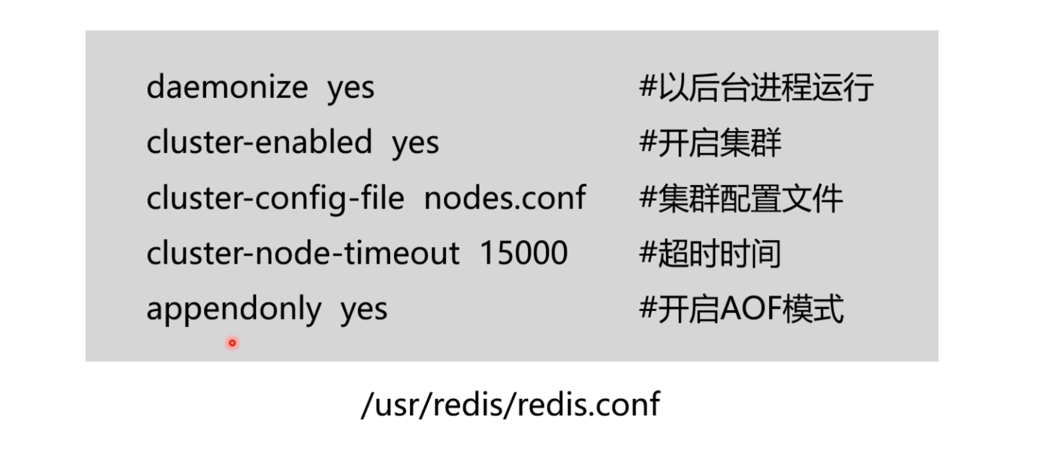 daemonize yes #以后台进程运行
cluster-enabled yes #开启集群
cluster-config-file nodes.conf #集群配置文件
cluster-node-timeout 15000 #超时时间
appendonly yes #开启AOF模式
/usr/redis/redis.conf